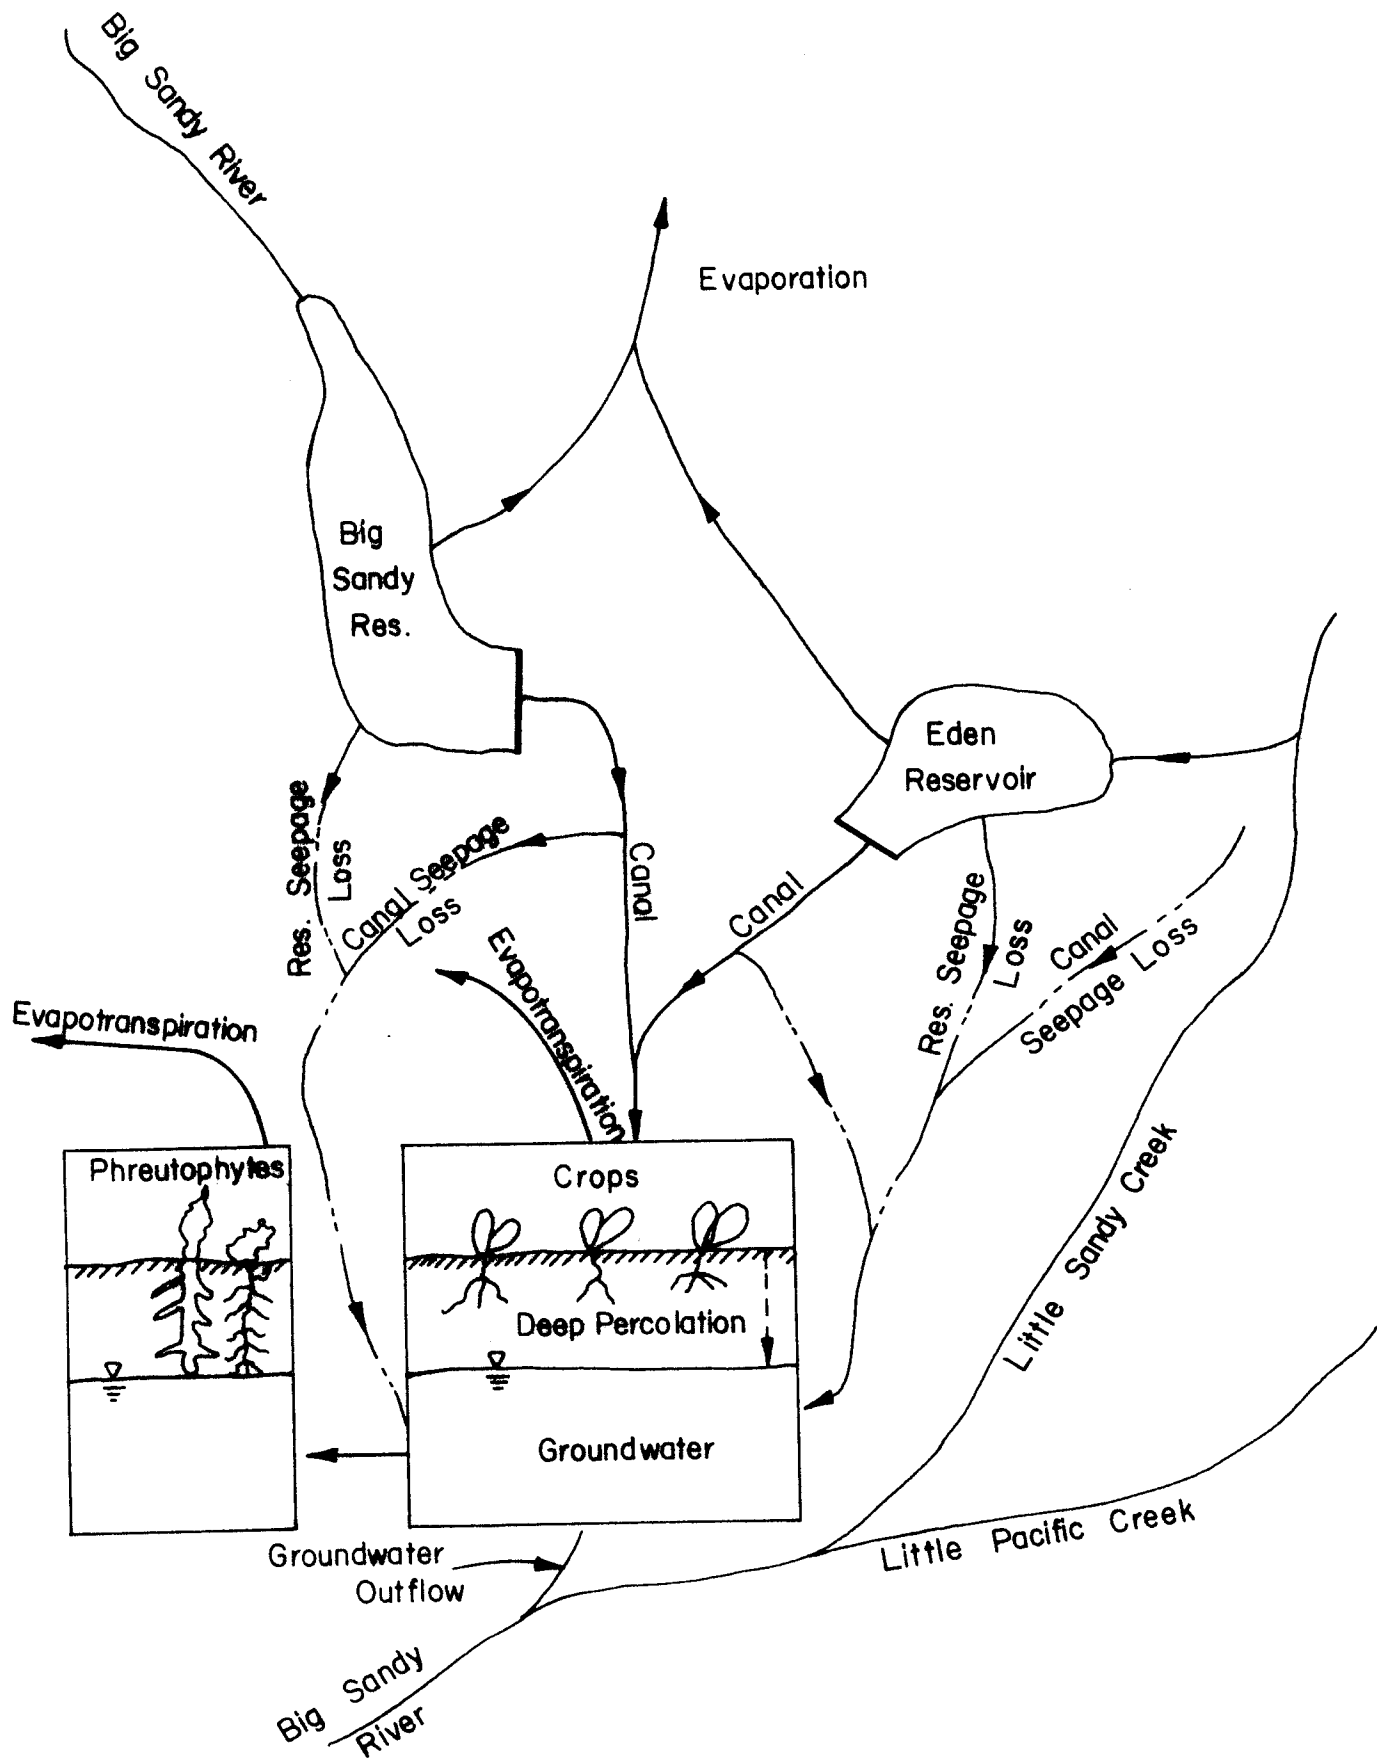 Big Sandy River
Evaporation
Big
Sandy
Res.
Eden
Reservoir
Res. Seepage
Loss
Canal Seepage
Loss
Canal
Canal
Res. Seepage
Loss
Canal
Seepage Loss
Evapotranspiration
Evapotranspiration
Phreutophytes
Crops
Deep Percolation
Groundwater
Little Sandy Creek
Little Pacific Creek
Groundwater
Outflow
Big Sandy
River